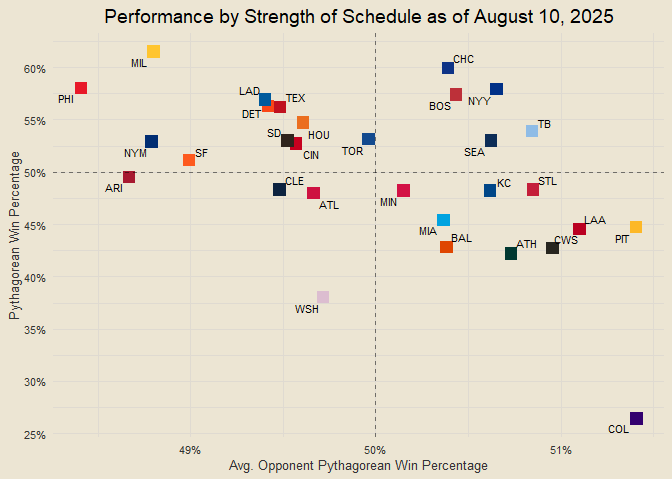 Performance by Strength of Schedule as of August 10, 2025
Pythagorean Win Percentage
60%
55%
50%
45%
40%
35%
30%
25%
MIL
CHC
PHI
LAD
TEX
BOS
NYY
DET
TB
SD
HOU
NYM
SF
CIN
TOR
SEA
ARI
CLE
ATL
MIN
KC
STL
MIA
BAL
LAA
ATH
CWS
PIT
WSH
COL
49%
50%
51%
Avg. Opponent Pythagorean Win Percentage